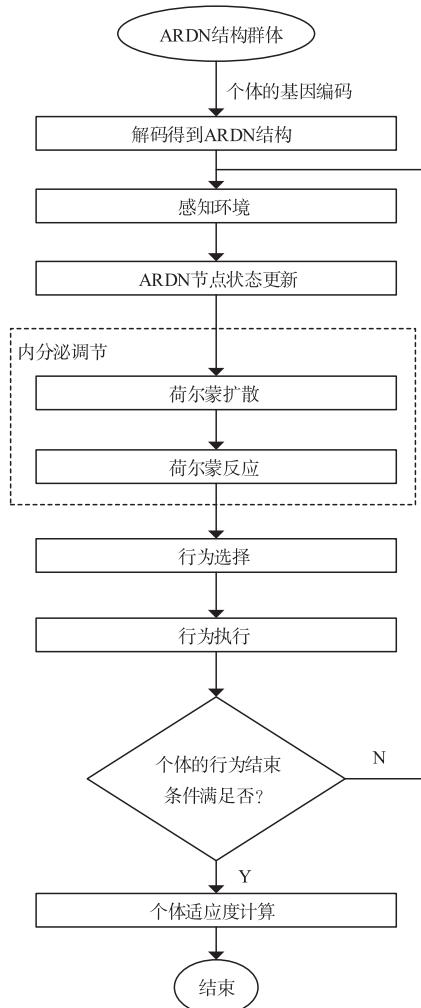 ARDN结构群体
个体的基因编码
解码得到ARDN结构
感知环境
ARDN节点状态更新
内分泌调节
荷尔蒙扩散
荷尔蒙反应
行为选择
行为执行
个体的行为结束
条件满足否?
N
Y
个体适应度计算
结束